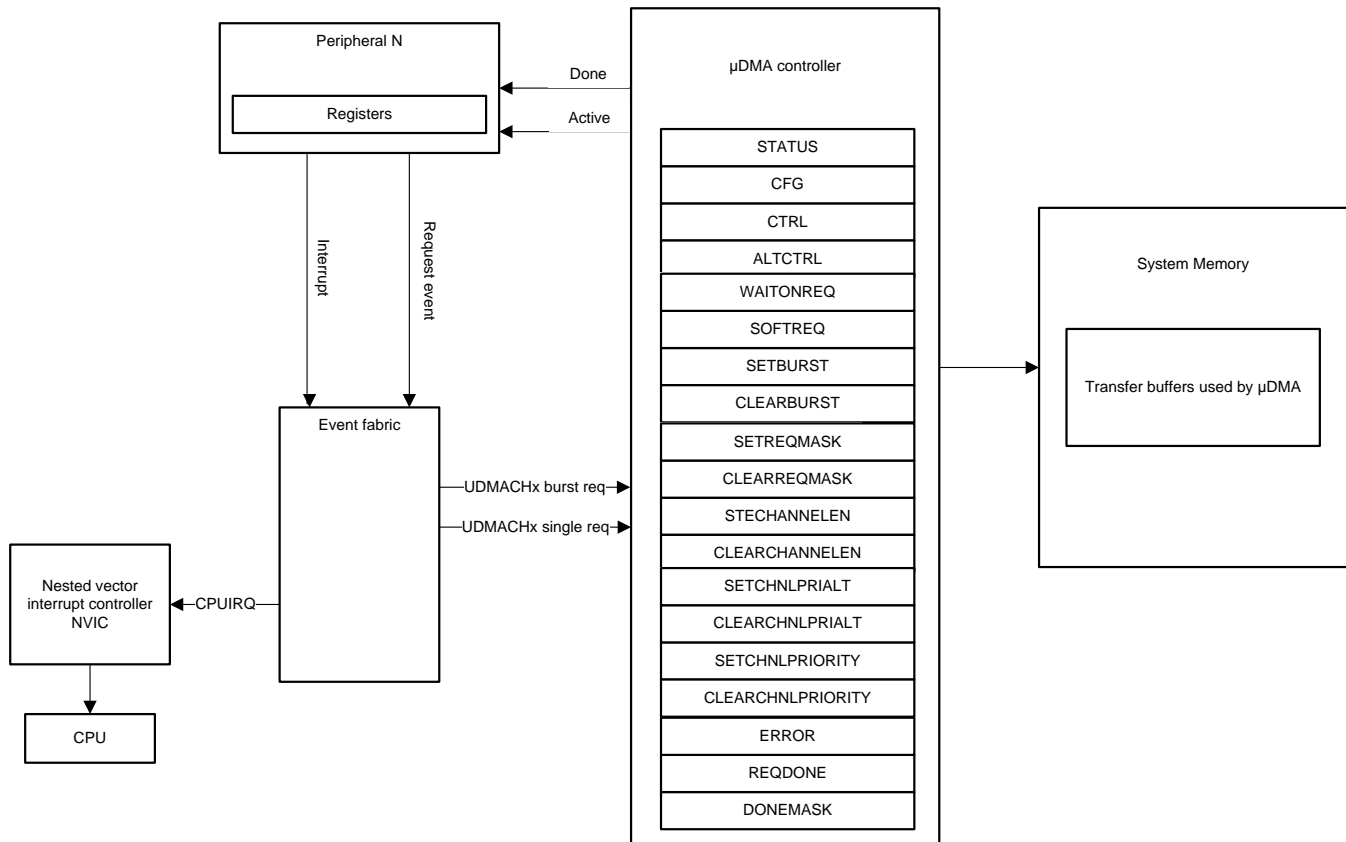 Peripheral N
Registers
Done
Active
Interrupt
Request event
Event fabric
UDMACHx burst req
UDMACHx single req
CPUIRQ
Nested vector
interrupt controller
NVIC
CPU
µDMA controller
STATUS
CFG
CTRL
ALTCTRL
WAITONREQ
SOFTREQ
SETBURST
CLEARBURST
SETREQMASK
CLEARREQMASK
STECHANNELEN
CLEARCHANNELEN
SETCHNLPRIALT
CLEARCHNLPRIALT
SETCHNLPRIORITY
CLEARCHNLPRIORITY
ERROR
REQDONE
DONEMASK
System Memory
Transfer buffers used by µDMA